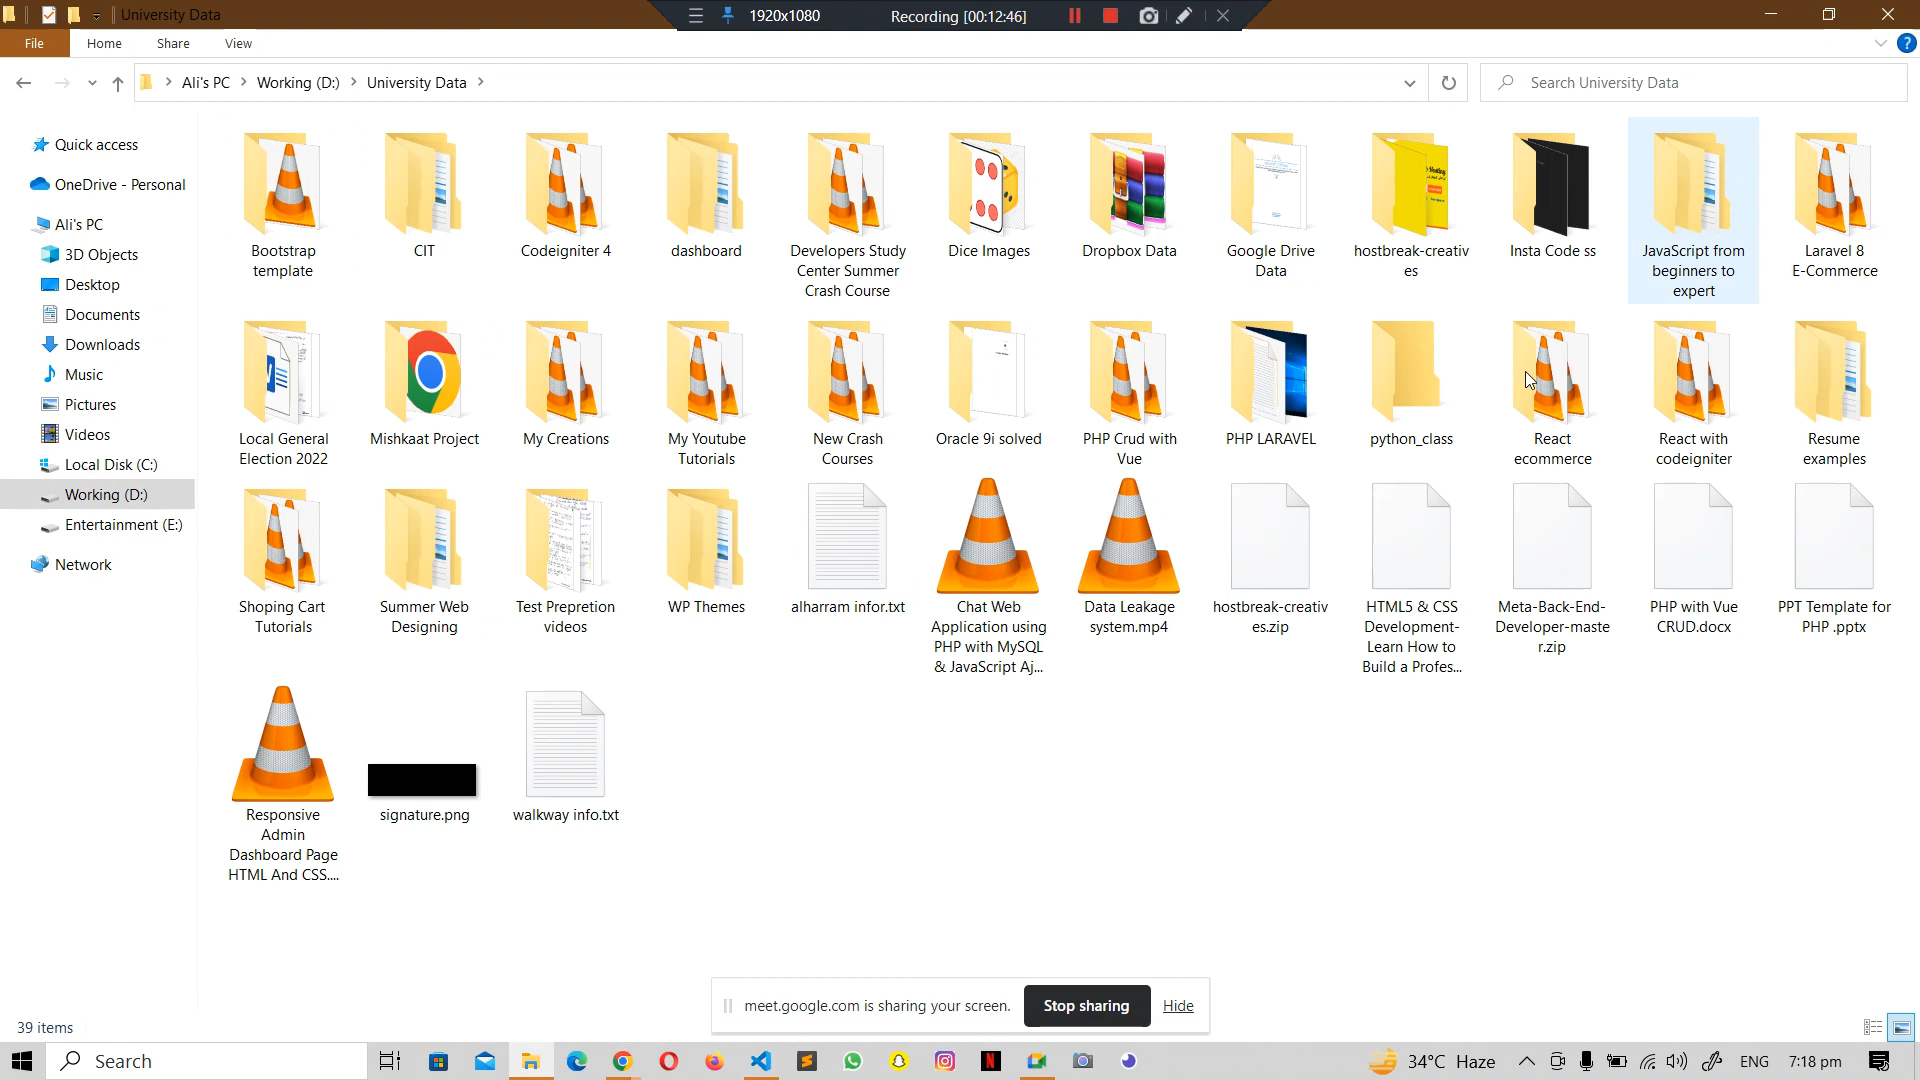 University Data
1920x1080
Recording [00:12:46]
File
Home
Share
View
Ali's PC
Working (D:)
University Data
Search University Data
Quick access
OneDrive - Personal
Ali's PC
3D Objects
Desktop
Documents
Downloads
Music
Pictures
Videos
Local Disk (C:)
Working (D:)
Entertainment (E:)
Network
Bootstrap
template
CIT
Codeigniter 4
dashboard
Developers Study
Center Summer
Crash Course
Dice Images
Dropbox Data
Google Drive
Data
hostbreak-creativ
es
Insta Code ss
JavaScript from
beginners to
expert
Laravel 8
E-Commerce
Local General
Election 2022
Mishkaat Project
My Creations
My Youtube
Tutorials
New Crash
Courses
Oracle 9i solved
PHP Crud with
Vue
PHP LARAVEL
python_class
React
ecommerce
React with
codeigniter
Resume
examples
Shoping Cart
Tutorials
Summer Web
Designing
Test Prepretion
videos
WP Themes
alharram infor.txt
Chat Web
Application using
PHP with MySQL
& JavaScript Aj...
Data Leakage
system.mp4
hostbreak-creativ
es.zip
HTML5 & CSS
Development-
Learn How to
Build a Profes...
Meta-Back-End-
Developer-maste
r.zip
PHP with Vue
CRUD.docx
PPT Template for
PHP .pptx
Responsive
Admin
Dashboard Page
HTML And CSS....
signature.png
walkway info.txt
meet.google.com is sharing your screen.
Stop sharing
Hide
39 items
Search
34°C Haze
ENG
7:18 pm